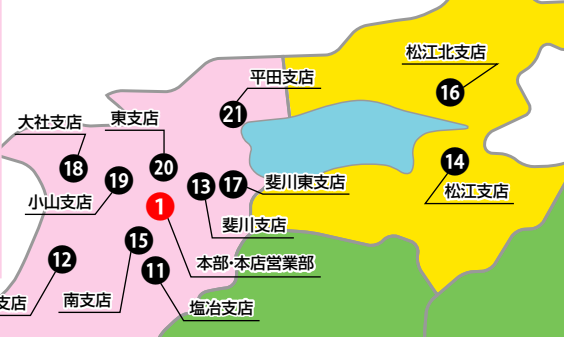 松江北支店
16
平田支店
21
大社支店
東支店
18
19
20
13
17
斐川東支店
14
松江支店
小山支店
1
斐川支店
15
12
11
本部・本店営業部
支店
南支店
塩冶支店